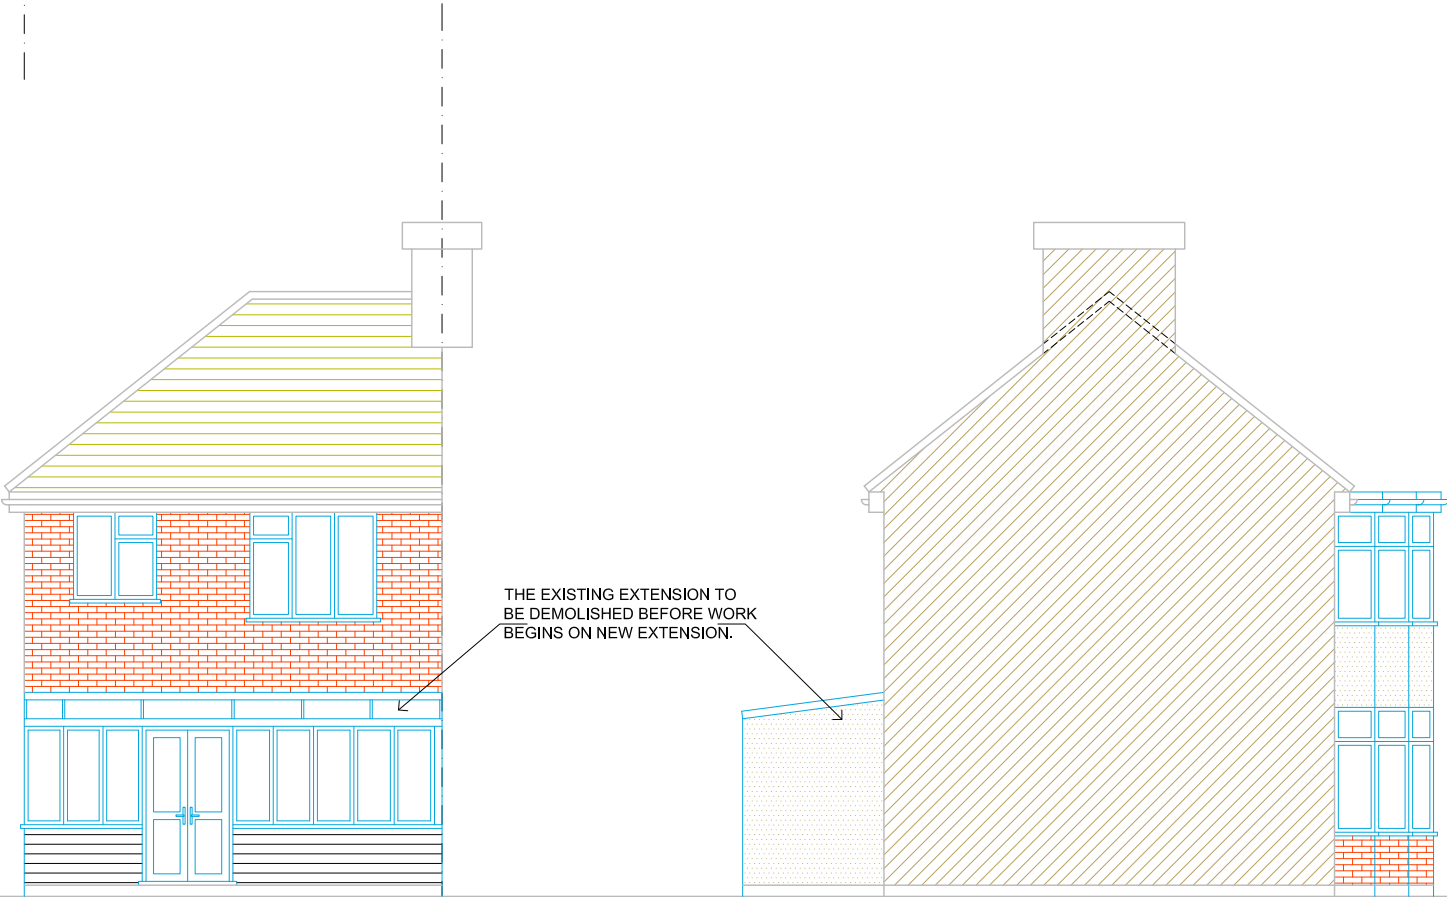 THE EXISTING EXTENSION TO
BE DEMOLISHED BEFORE WORK
BEGINS ON NEW EXTENSION.